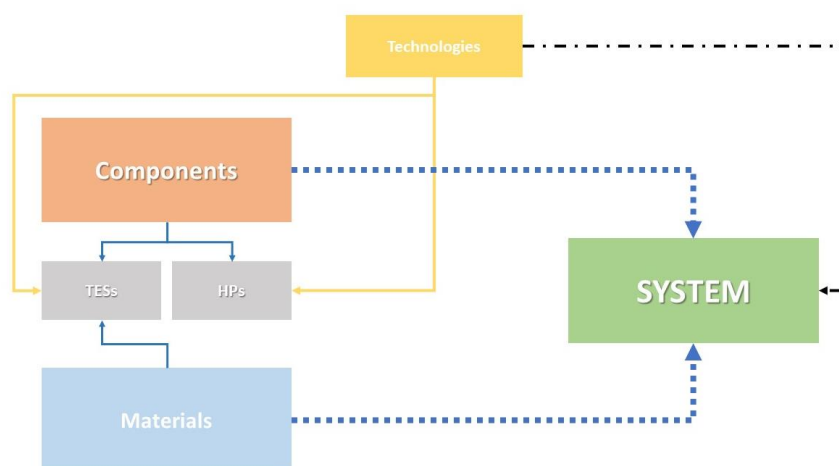 Technologies
Components
TESs
HPs
SYSTEM
Materials